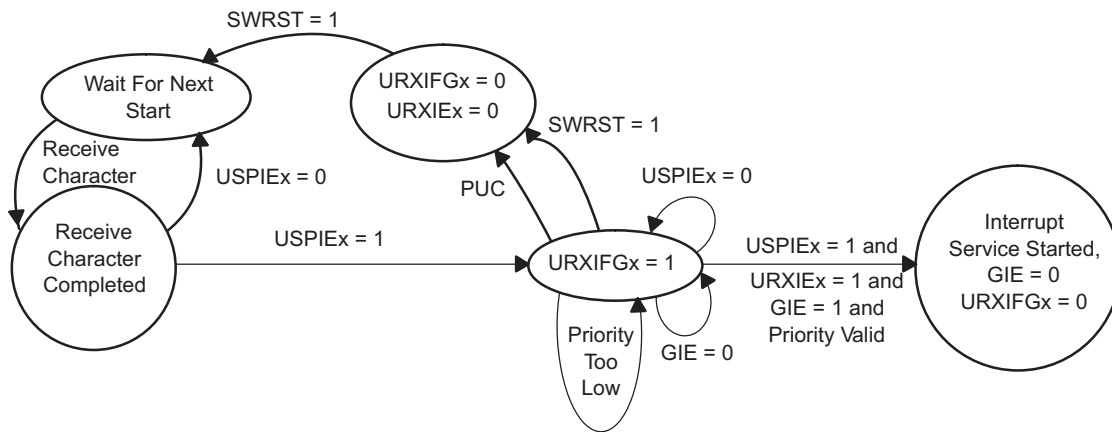 SWRST = 1
Wait For Next
Start
URXIFGx = 0
URXIEx = 0
SWRST = 1
Receive
Character
USPIEx = 0
PUC
USPIEx = 0
Receive
Character
Completed
USPIEx = 1
URXIFGx = 1
USPIEx = 1 and
URXIEx = 1 and
GIE = 1 and
Priority Valid
Interrupt
Service Started,
GIE = 0
URXIFGx = 0
Priority
Too
Low
GIE = 0